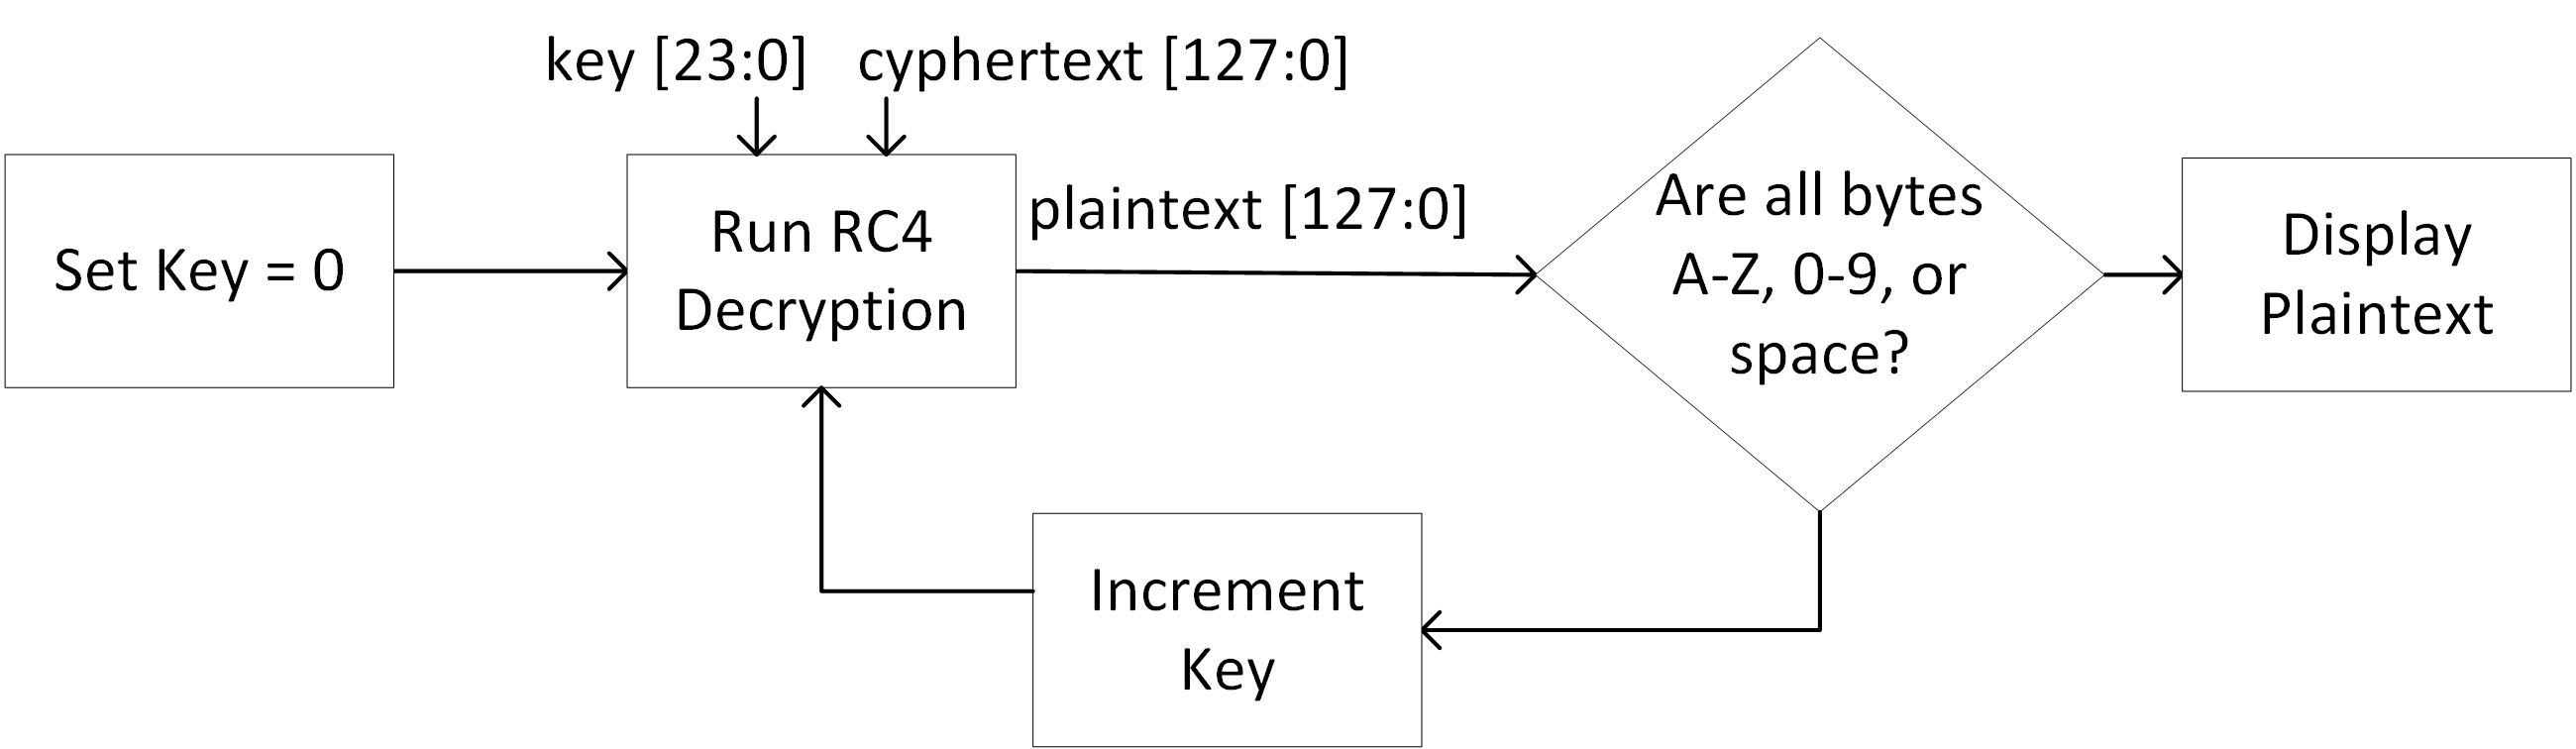 key [23:0]
cyphertext [127:0]
Set Key = 0
Run RC4
Decryption
plaintext [127:0]
Are all bytes
A-Z, 0-9, or
space?
Display
Plaintext
Increment
Key